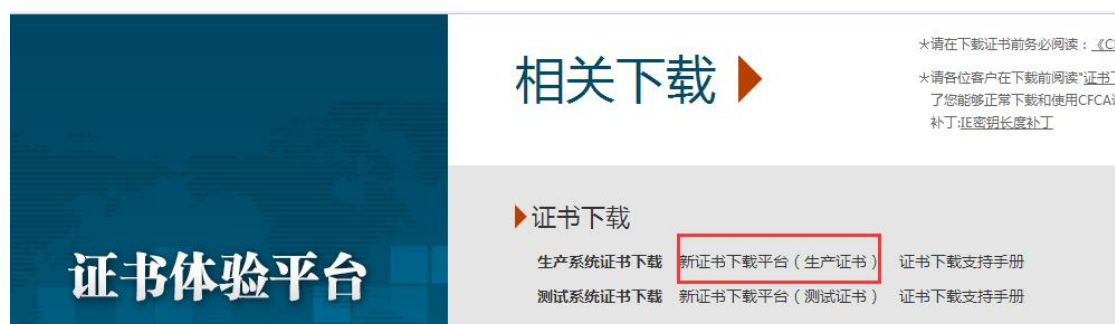 相关下载
*请在下载证书前务必阅读：《C
*请各位客户在下载前阅读"证书
了您能够正常下载和使用CFCA
补丁:IE密钥长度补丁
证书体验平台
证书下载
生产系统证书下载 新证书下载平台（生产证书） 证书下载支持手册
测试系统证书下载 新证书下载平台（测试证书） 证书下载支持手册